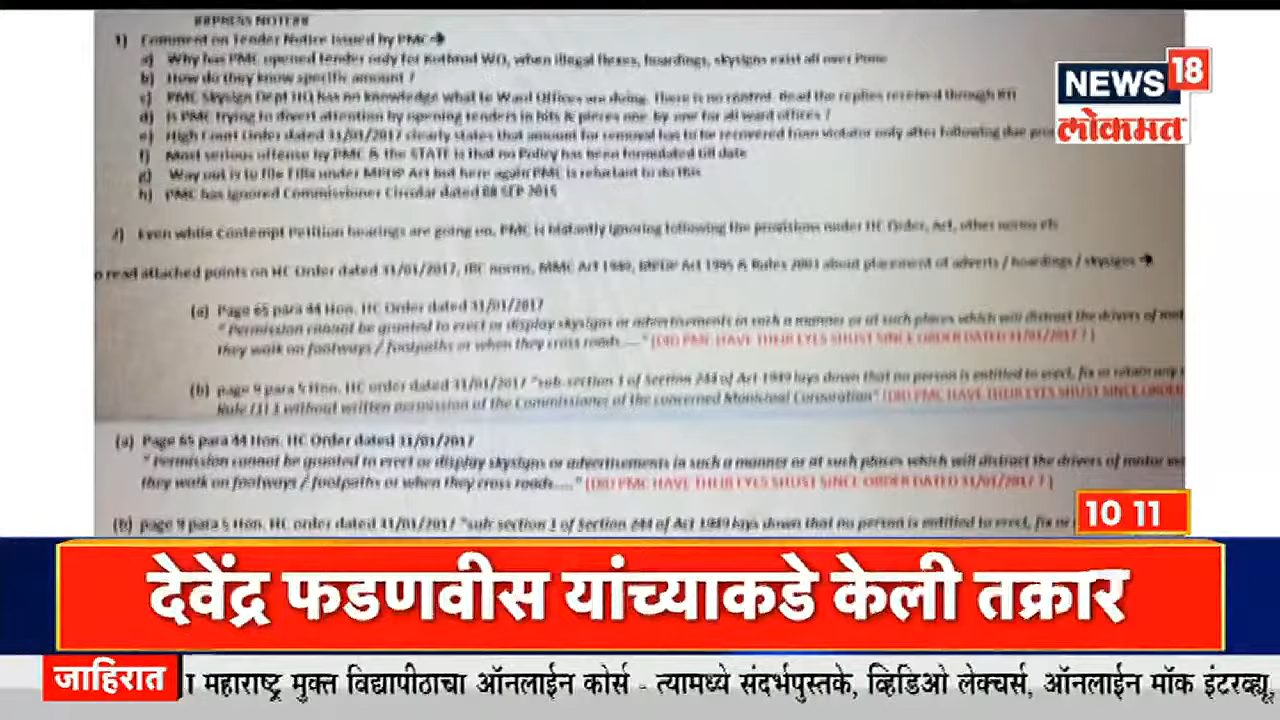 ##PRESS NOTE##
1) Comment on Tender Notice issued by PMC →
a) Why has PMC opened tender only for Kothrud WO, when illegal flexes, hoardings, skysigns exist all over Pune
b) How do they know specific amount ?
c) PMC Skysign Dept HQ has no knowledge what to Ward Offices are doing. There is no control. Read the replies received through RTI
d) Is PMC trying to divert attention by opening tenders in bits & pieces one by one for all ward offices ?
e) High Court Order dated 31/01/2017 clearly states that amount for removal has to be recovered from violator only after following due pro
f) Most serious offense by PMC & the STATE is that no Policy has been formulated till date
g) Way out is to file FIRs under MPDP Act but here again PMC is reluctant to do this
h) PMC has ignored Commissioner Circular dated 08 SEP 2015
NEWS 18
लोकमत
2) Even while Contempt Petition hearings are going on, PMC is blatantly ignoring following the provisions under HC Order, Act, other norms etc
o read attached points on HC Order dated 31/01/2017, IRC norms, MMC Act 1949, MPDP Act 1995 & Rules 2003 about placement of adverts / hoardings / skysigns →
(a) Page 65 para 44 Hon. HC Order dated 31/01/2017
" Permission cannot be granted to erect or display skysigns or advertisements in such a manner or at such places which will distract the drivers of mot
they walk on footways / footpaths or when they cross roads....." (DID PMC HAVE THEIR EYES SHUST SINCE ORDER DATED 31/01/2017 ? )
(b) page 9 para 5 Hon. HC order dated 31/01/2017 "sub-section 1 of Section 244 of Act 1949 lays down that no person is entitled to erect, fix or retain any
Rule (1) 1 without written permission of the Commissioner of the concerned Municipal Corporation" (DID PMC HAVE THEIR EYES SHUST SINCE ORDER
(a) Page 65 para 44 Hon. HC Order dated 31/01/2017
" Permission cannot be granted to erect or display skysigns or advertisements in such a manner or at such places which will distract the drivers of motor
they walk on footways / footpaths or when they cross roads....." (DID PMC HAVE THEIR EYES SHUST SINCE ORDER DATED 31/01/2017 ? )
(b) page 9 para 5 Hon. HC order dated 31/01/2017 "sub-section 1 of Section 244 of Act 1949 lays down that no person is entitled to erect, fix or
10 11
देवेंद्र फडणवीस यांच्याकडे केली तक्रार
जाहिरात
ा महाराष्ट्र मुक्त विद्यापीठाचा ऑनलाईन कोर्स - त्यामध्ये संदर्भपुस्तके, व्हिडिओ लेक्चर्स, ऑनलाईन मॉक इंटरव्ह्यू,